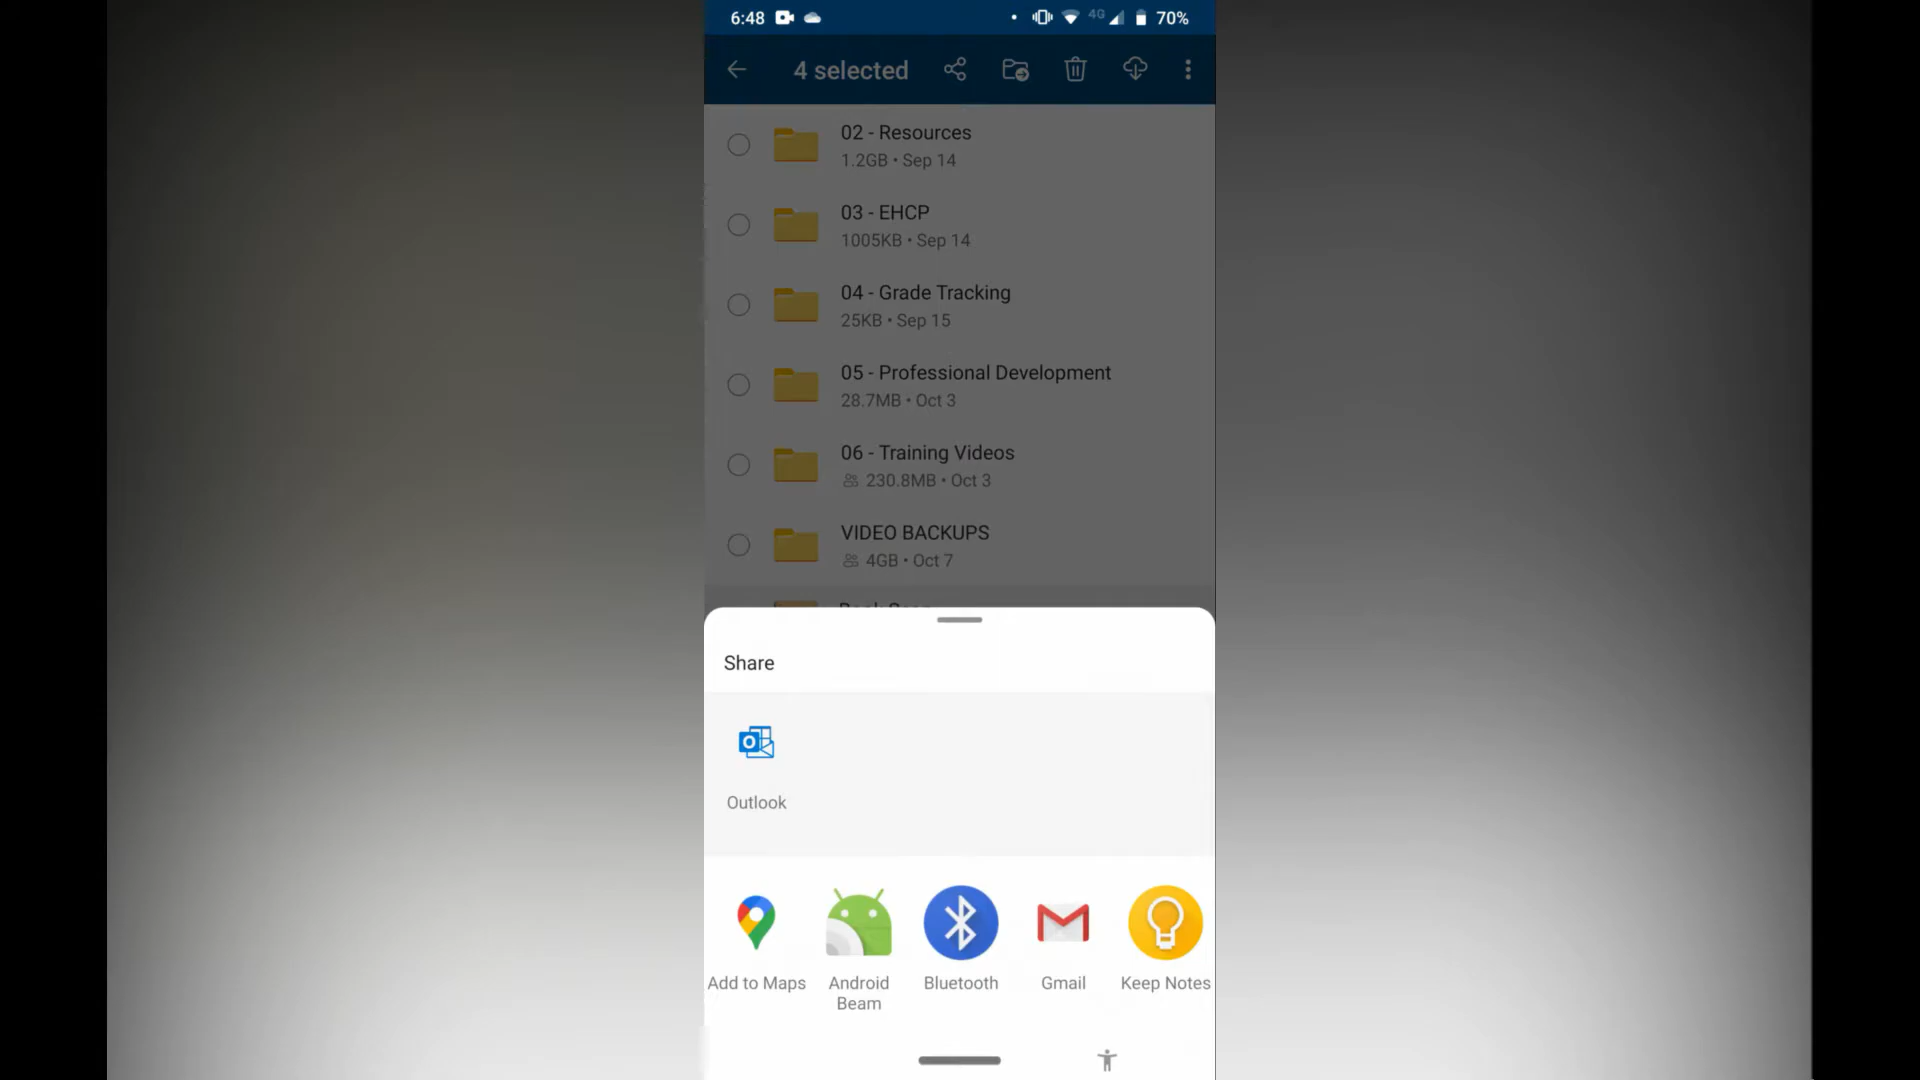 6:48
4G
70%
4 selected
02 - Resources
1.2GB • Sep 14
03 - EHCP
1005KB • Sep 14
04 - Grade Tracking
25KB • Sep 15
05 - Professional Development
28.7MB • Oct 3
06 - Training Videos
230.8MB • Oct 3
VIDEO BACKUPS
4GB • Oct 7
Share
Outlook
Add to Maps
Android
Beam
Bluetooth
Gmail
Keep Notes